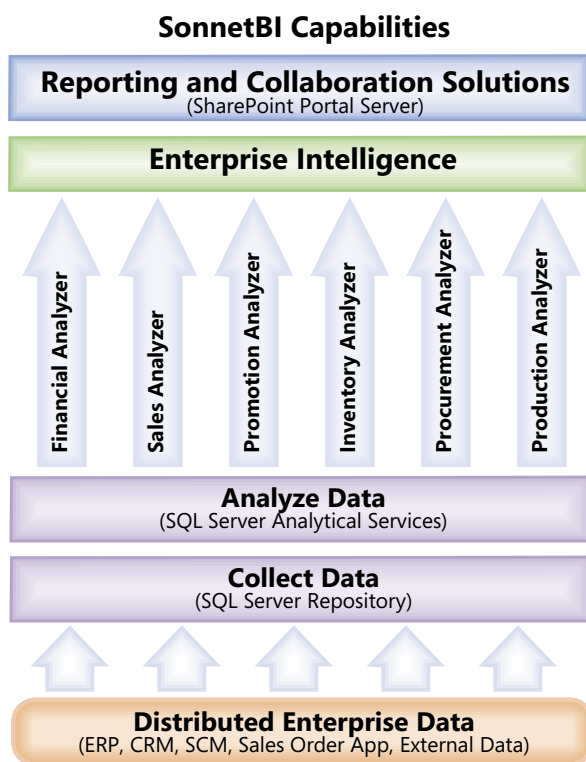 SonnetBI Capabilities
Reporting and Collaboration Solutions
(SharePoint Portal Server)
Enterprise Intelligence
Financial Analyzer
Sales Analyzer
Promotion Analyzer
Inventory Analyzer
Procurement Analyzer
Production Analyzer
Analyze Data
(SQL Server Analytical Services)
Collect Data
(SQL Server Repository)
Distributed Enterprise Data
(ERP, CRM, SCM, Sales Order App, External Data)